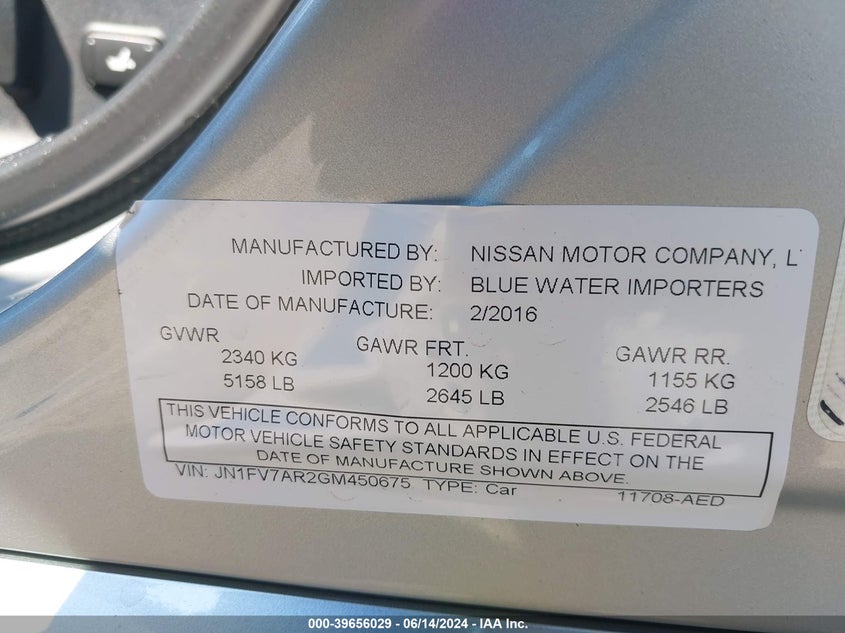 MANUFACTURED BY: NISSAN MOTOR COMPANY, L
IMPORTED BY: BLUE WATER IMPORTERS
DATE OF MANUFACTURE: 2/2016
GVWR GAWR FRT. GAWR RR.
2340 KG 1200 KG 1155 KG
5158 LB 2645 LB 2546 LB
THIS VEHICLE CONFORMS TO ALL APPLICABLE U.S. FEDERAL
MOTOR VEHICLE SAFETY STANDARDS IN EFFECT ON THE
DATE OF MANUFACTURE SHOWN ABOVE.
VIN: JN1FV7AR2GM450675 TYPE: Car 11708-AED
000-39656029 - 06/14/2024 - IAA Inc.